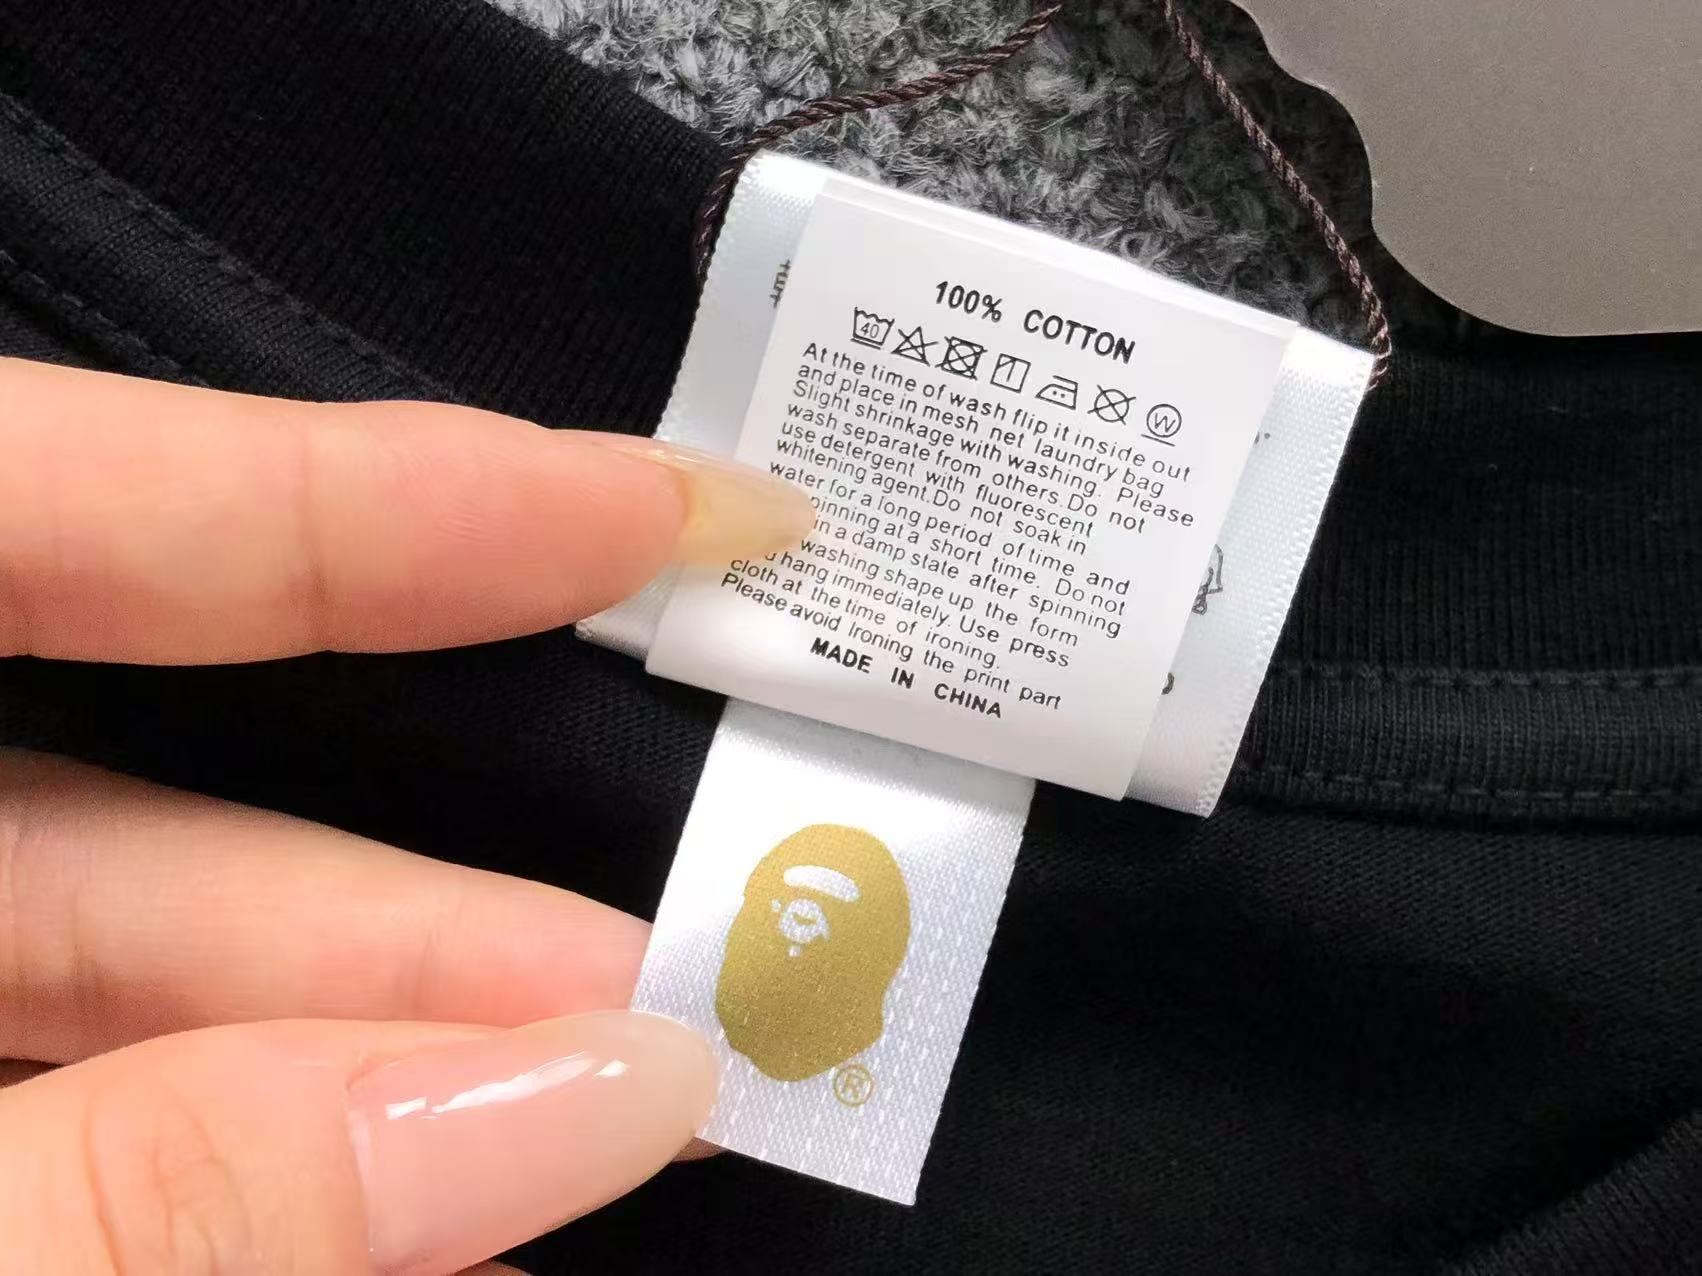 100% COTTON
40
W
At the time of wash flip it inside out
and place in mesh net laundry bag
Slight shrinkage with washing. Please
wash separate from others.Do not
use detergent with fluorescent
whitening agent.Do not soak in
water for a long period of time and
pinning at a short time. Do not
in a damp state after spinning
washing shape up the form
hang immediately. Use press
cloth at the time of ironing.
Please avoid Ironing the print part
MADE IN CHINA
®